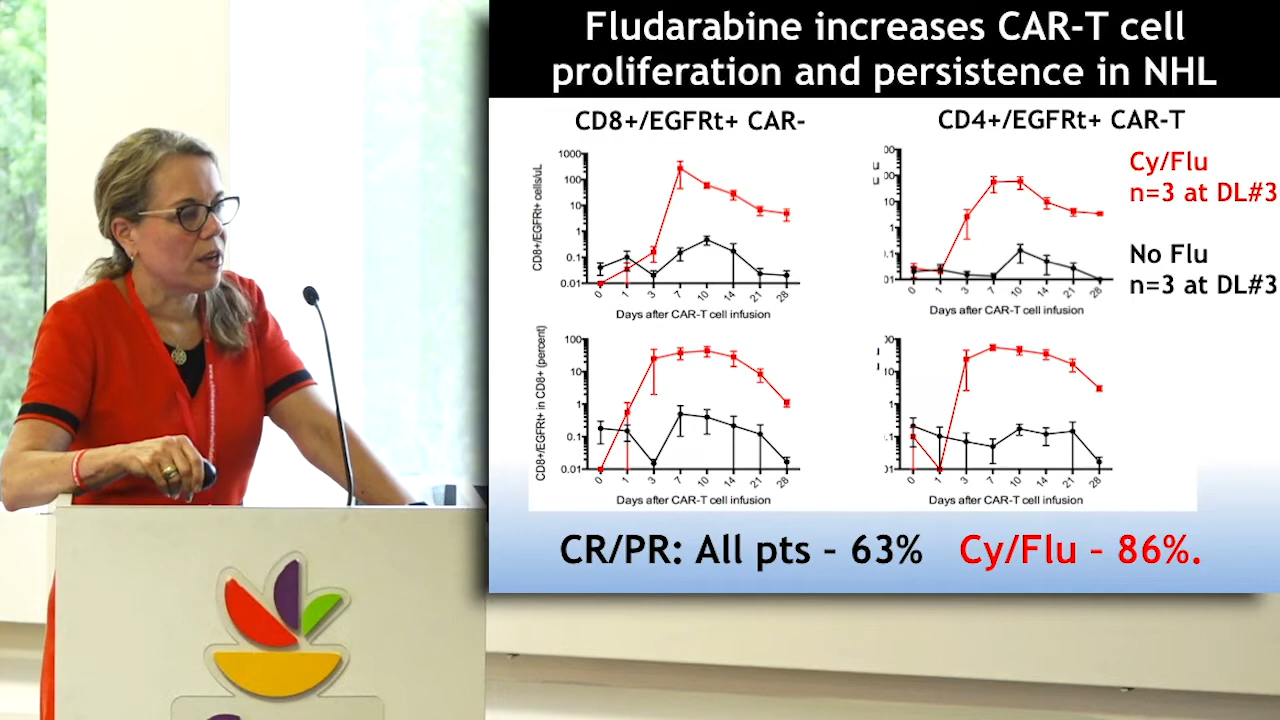 Fludarabine increases CAR-T cell
proliferation and persistence in NHL
CD8+/EGFRt+ CAR-
CD8+/EGFRt+ cells/uL
1000
100
10
1
0.1
0.01
0 1 3 7 10 14 21 28
Days after CAR-T cell infusion
CD4+/EGFRt+ CAR-T
00
00
10
1
0.1
01
0 1 3 7 10 14 21 28
Days after CAR-T cell infusion
Cy/Flu
n=3 at DL#3
No Flu
n=3 at DL#3
CD8+/EGFRt+ in CD8+ (percent)
100
10
1
0.1
0.01
0 1 3 7 10 14 21 28
Days after CAR-T cell infusion
10
1
0 1 3 7 10 14 21 28
Days after CAR-T cell infusion
CR/PR: All pts – 63% Cy/Flu – 86%.